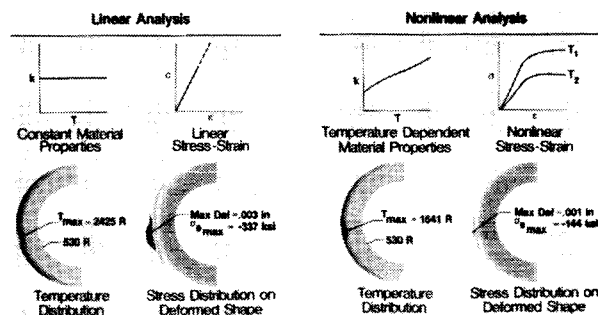 Linear Analysis
k
T
Constant Material
Properties
σ
ε
Linear
Stress-Strain
Tmax = 2425 R
530 R
Temperature
Distribution
Max Def = .003 in
σe max = -337 ksi
Stress Distribution on
Deformed Shape
Nonlinear Analysis
k
T
Temperature Dependent
Material Properties
σ
T1
T2
ε
Nonlinear
Stress-Strain
Tmax = 1641 R
530 R
Temperature
Distribution
Max Def = .001 in
σe max = -144 ksi
Stress Distribution on
Deformed Shape